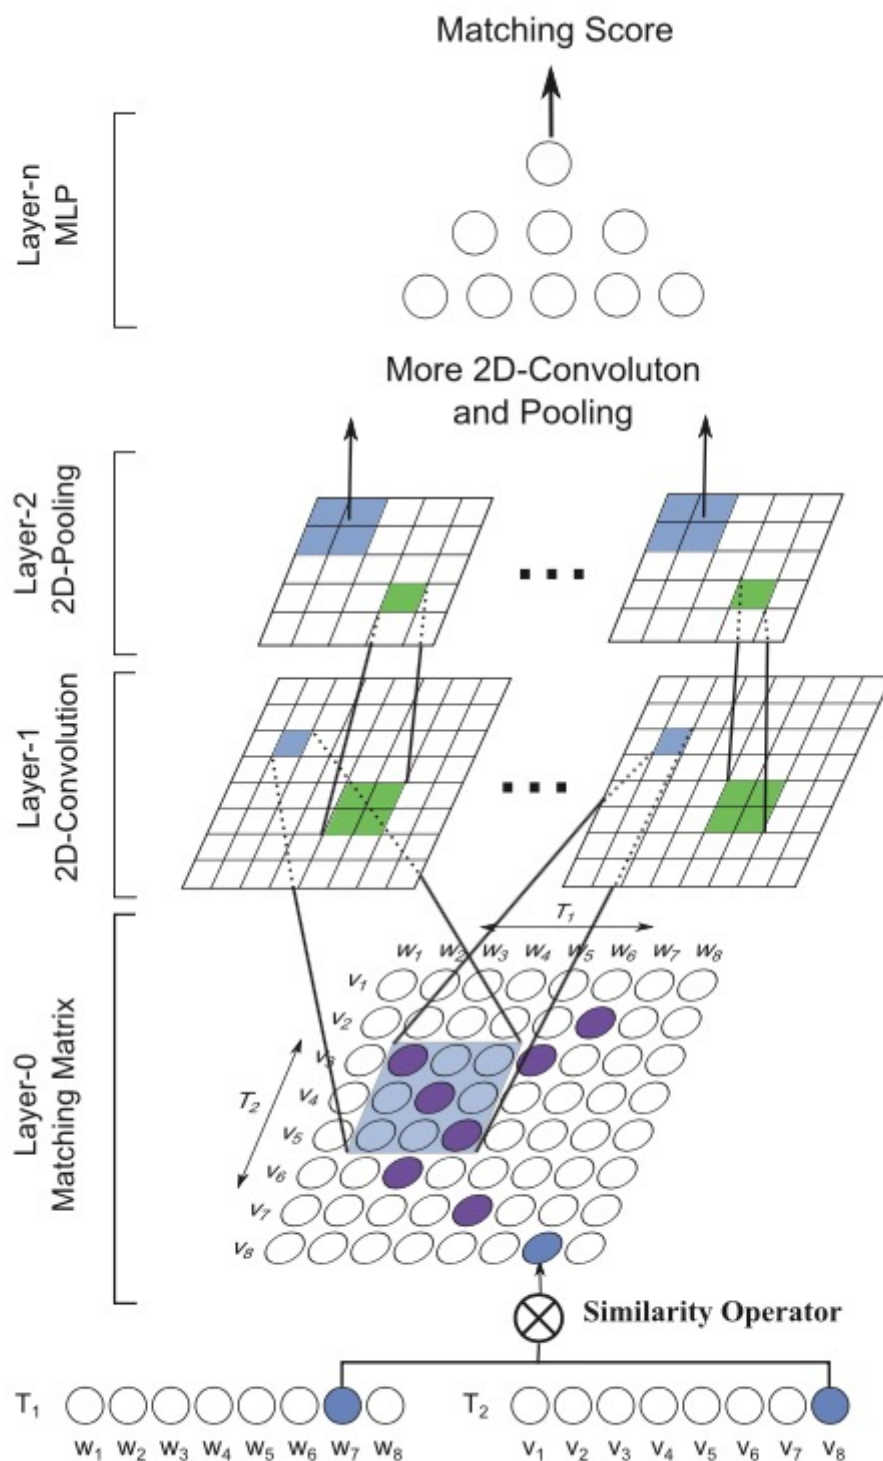 Matching Score
Layer-n
MLP
More 2D-Convoluton
and Pooling
Layer-2
2D-Pooling
Layer-1
2D-Convolution
Layer-0
Matching Matrix
T₁
w₁ w₂ w₃ w₄ w₅ w₆ w₇ w₈
T₂
v₁
v₂
v₃
v₄
v₅
v₆
v₇
v₈
Similarity Operator
T₁
w₁ w₂ w₃ w₄ w₅ w₆ w₇ w₈
T₂
v₁ v₂ v₃ v₄ v₅ v₆ v₇ v₈